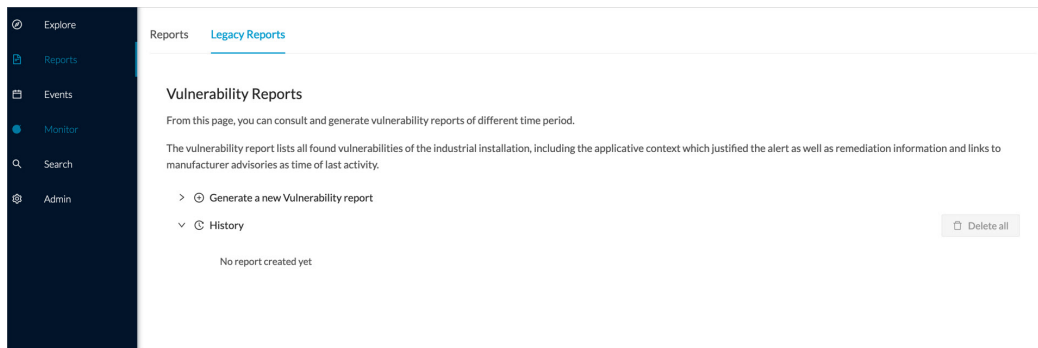 Explore
Reports
Events
Monitor
Search
Admin
Reports Legacy Reports
Vulnerability Reports
From this page, you can consult and generate vulnerability reports of different time period.
The vulnerability report lists all found vulnerabilities of the industrial installation, including the applicative context which justified the alert as well as remediation information and links to
manufacturer advisories as time of last activity.
Generate a new Vulnerability report
History
Delete all
No report created yet